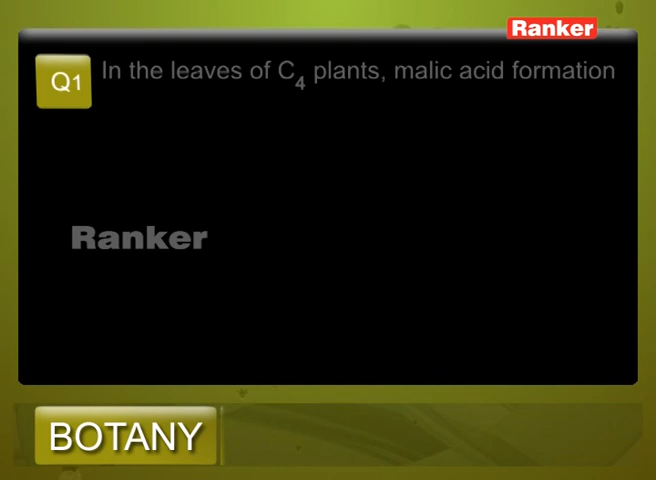 Ranker
Q1 In the leaves of C₄ plants, malic acid formation
Ranker
BOTANY